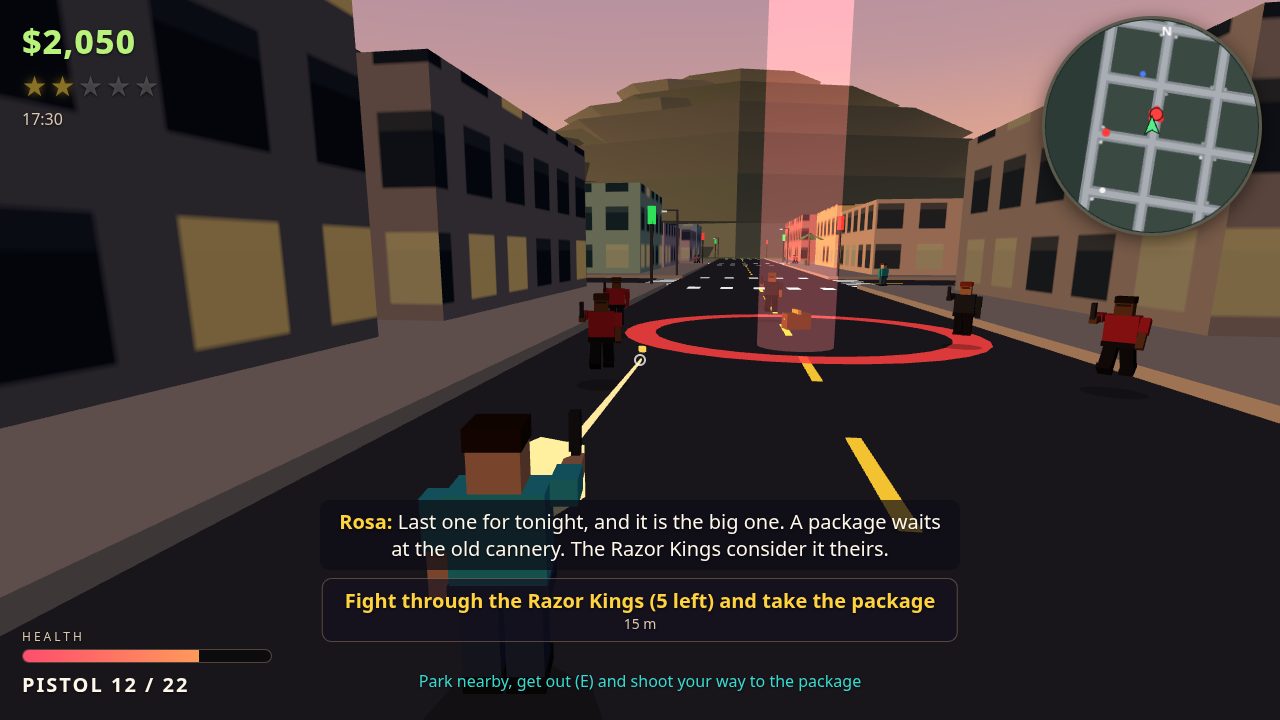 $2,050
17:30
N
Rosa: Last one for tonight, and it is the big one. A package waits
at the old cannery. The Razor Kings consider it theirs.
Fight through the Razor Kings (5 left) and take the package
15 m
HEALTH
PISTOL 12 / 22
Park nearby, get out (E) and shoot your way to the package